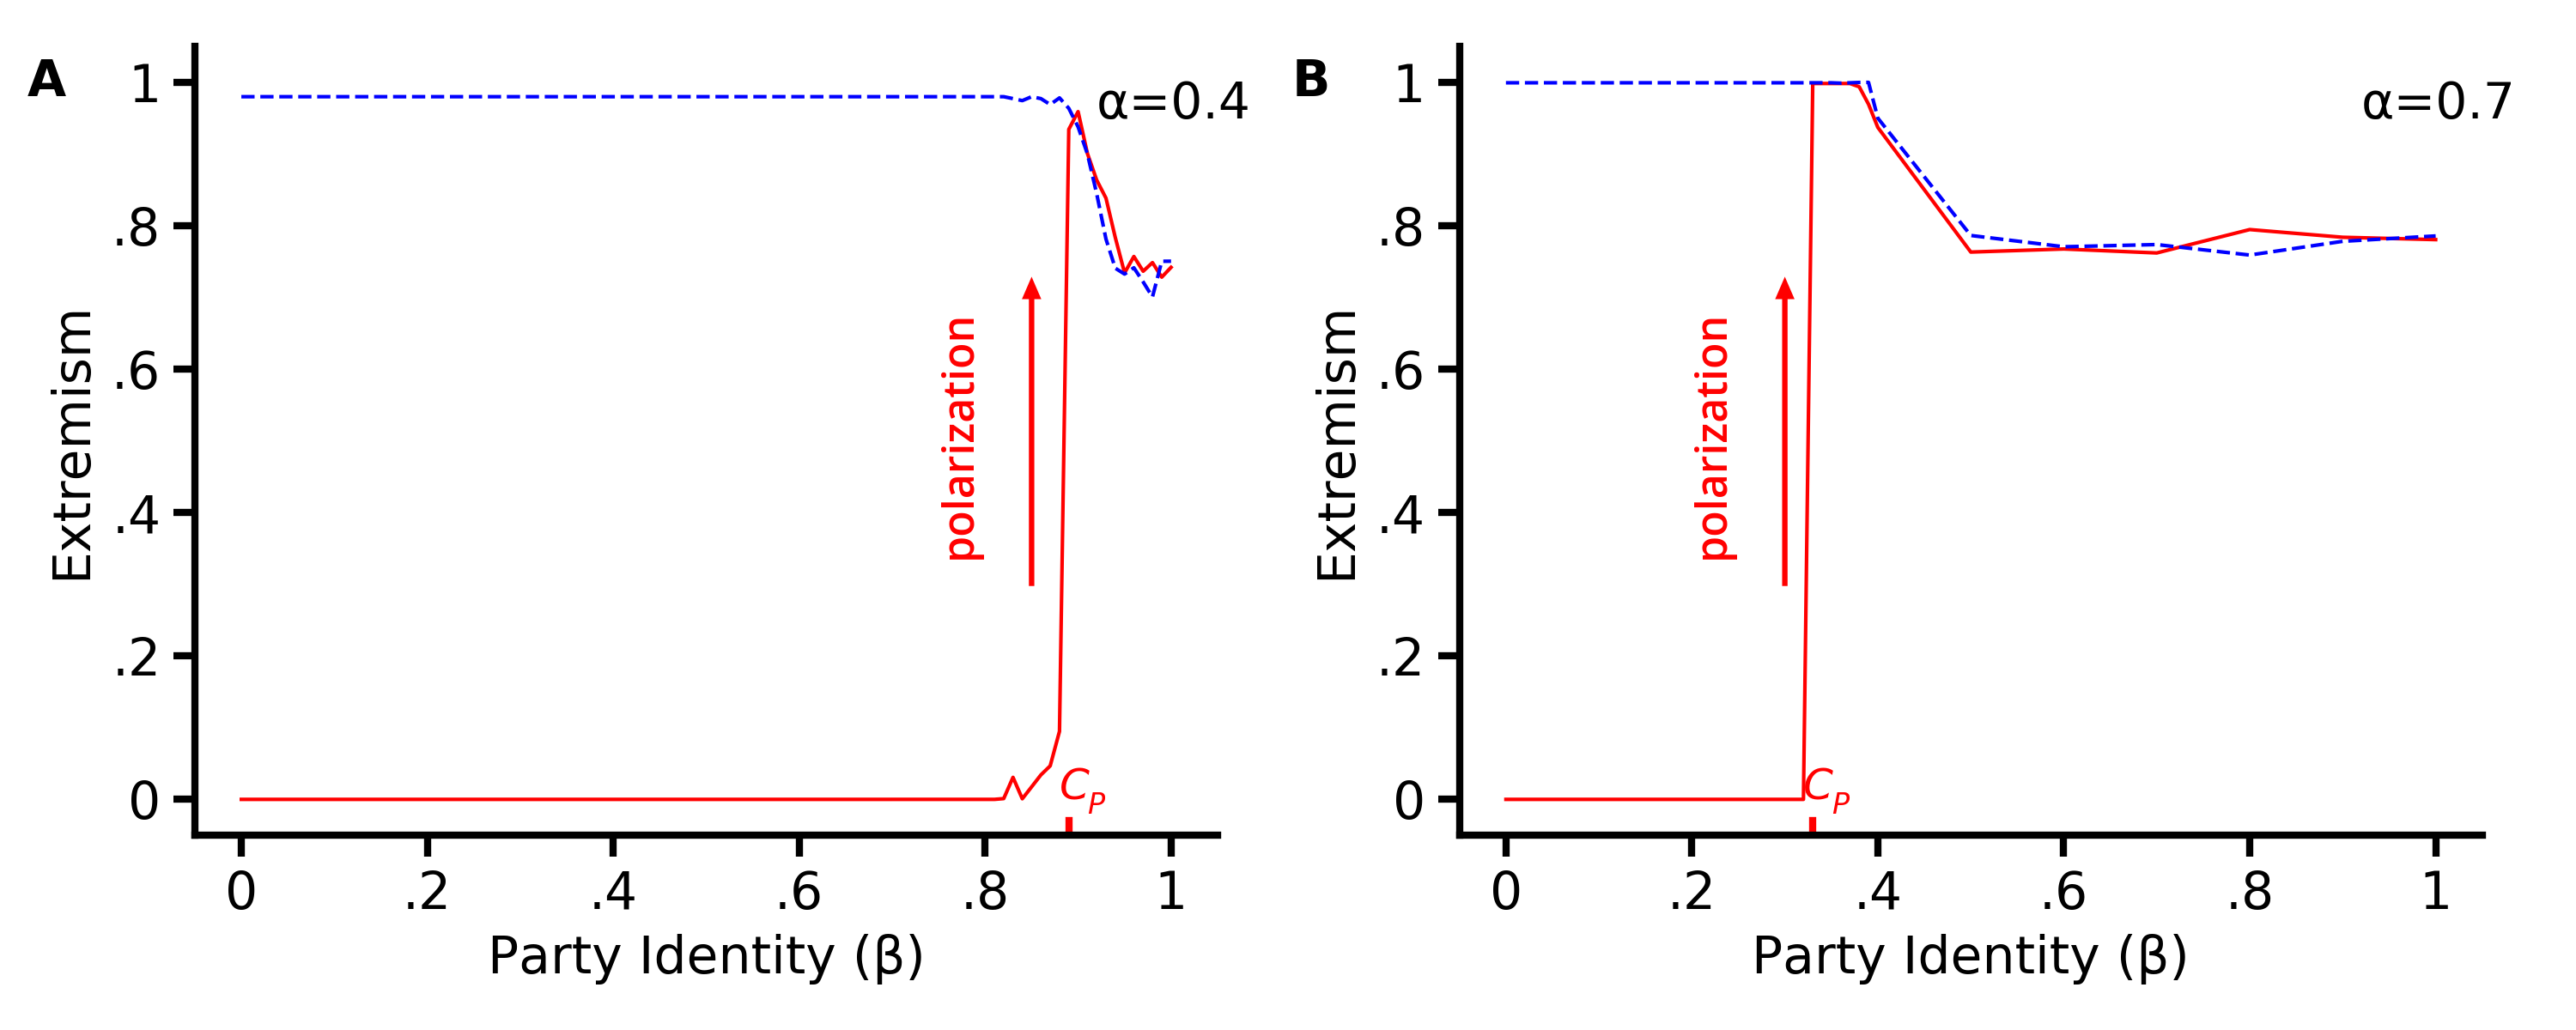 A
α=0.4
1
.8
.6
.4
.2
0
Extremism
polarization
C_P
0 .2 .4 .6 .8 1
Party Identity (β)
B
α=0.7
1
.8
.6
.4
.2
0
Extremism
polarization
C_P
0 .2 .4 .6 .8 1
Party Identity (β)